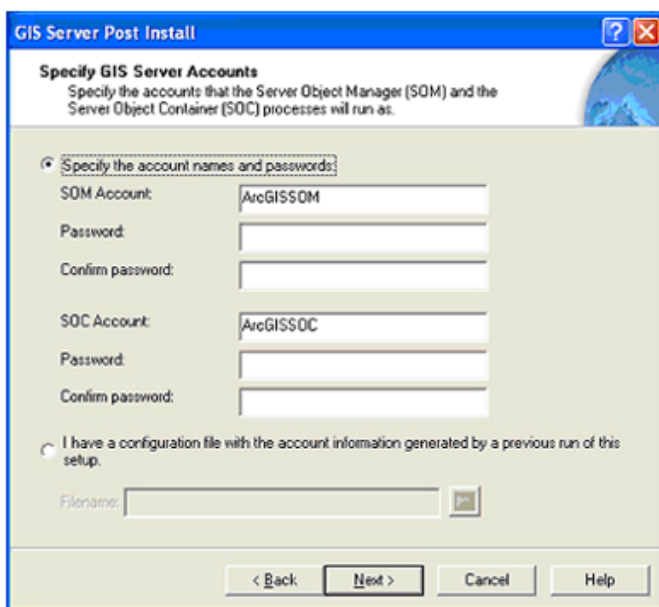 GIS Server Post Install
Specify GIS Server Accounts
Specify the accounts that the Server Object Manager (SOM) and the
Server Object Container (SOC) processes will run as.
Specify the account names and passwords:
SOM Account: ArcGISSOM
Password:
Confirm password:
SOC Account: ArcGISSOC
Password:
Confirm password:
I have a configuration file with the account information generated by a previous run of this
setup.
Filename:
< Back Next > Cancel Help